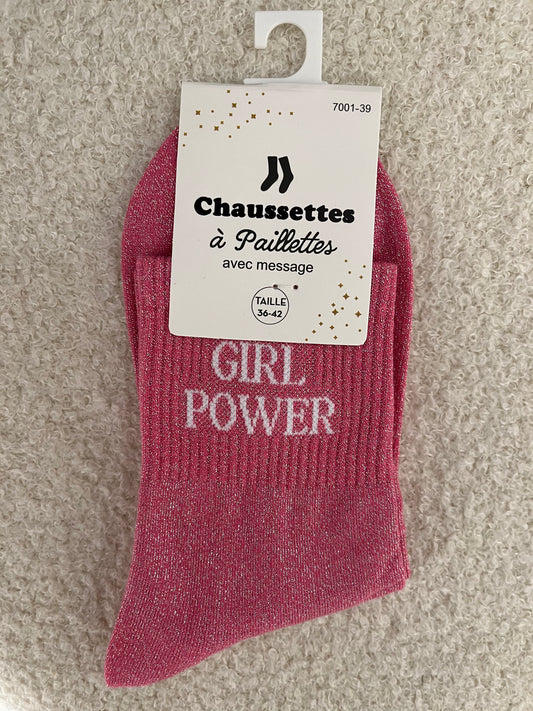 7001-39
Chaussettes
à Paillettes
avec message
TAILLE
36-42
GIRL
POWER